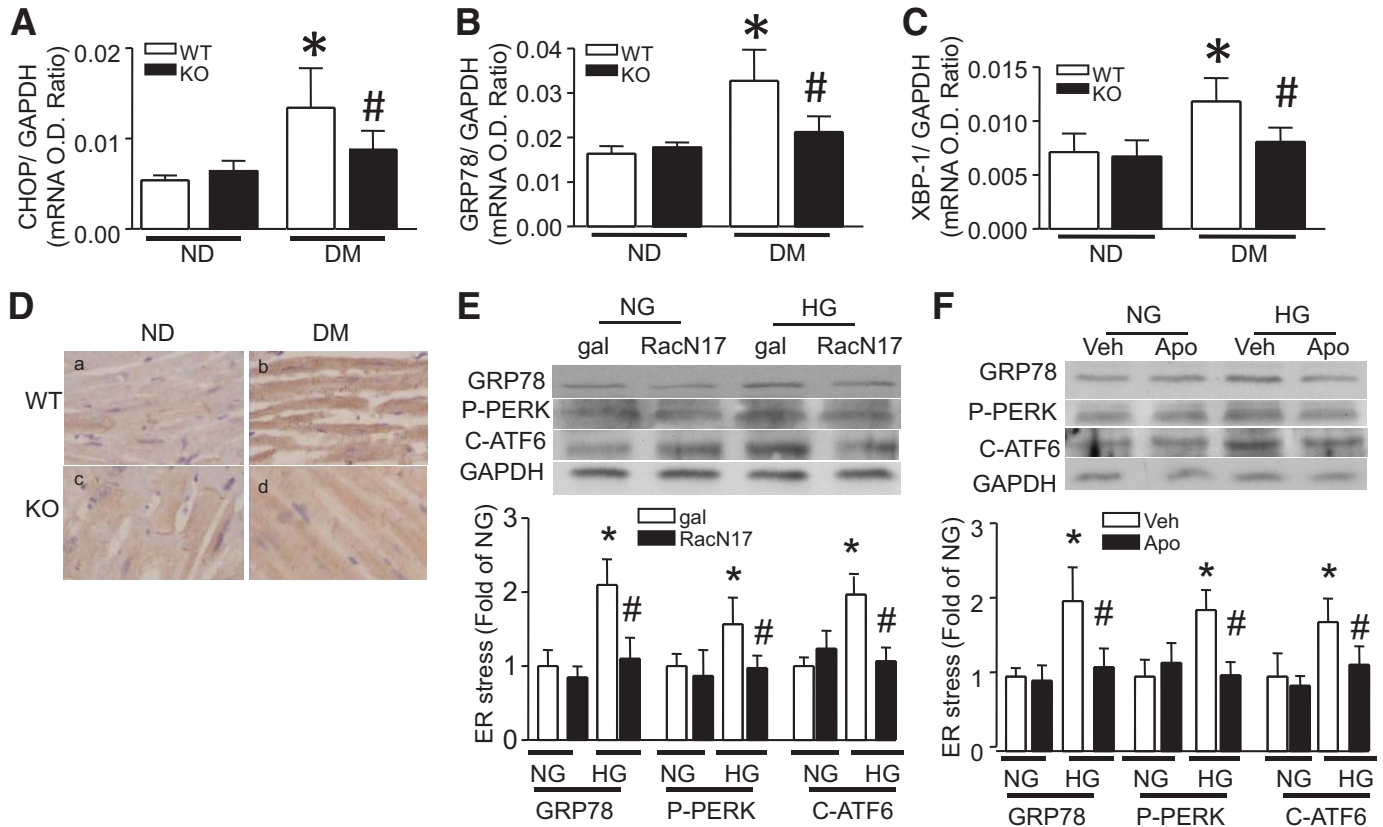 A
CHOP/ GAPDH
(mRNA O.D. Ratio)
0.02
0.01
0.00
WT
KO
*
#
ND
DM
B
GRP78/ GAPDH
(mRNA O.D. Ratio)
0.04
0.03
0.02
0.01
0.00
WT
KO
*
#
ND
DM
C
XBP-1/ GAPDH
(mRNA O.D. Ratio)
0.015
0.010
0.005
0.000
WT
KO
*
#
ND
DM
D
ND DM
WT
KO
a
b
c
d
E
NG HG
gal RacN17 gal RacN17
GRP78
P-PERK
C-ATF6
GAPDH
ER stress (Fold of NG)
3
2
1
0
gal
RacN17
* # * # * #
NG HG NG HG NG HG
GRP78 P-PERK C-ATF6
F
NG HG
Veh Apo Veh Apo
GRP78
P-PERK
C-ATF6
GAPDH
ER stress (Fold of NG)
3
2
1
0
Veh
Apo
* # * # * #
NG HG NG HG NG HG
GRP78 P-PERK C-ATF6